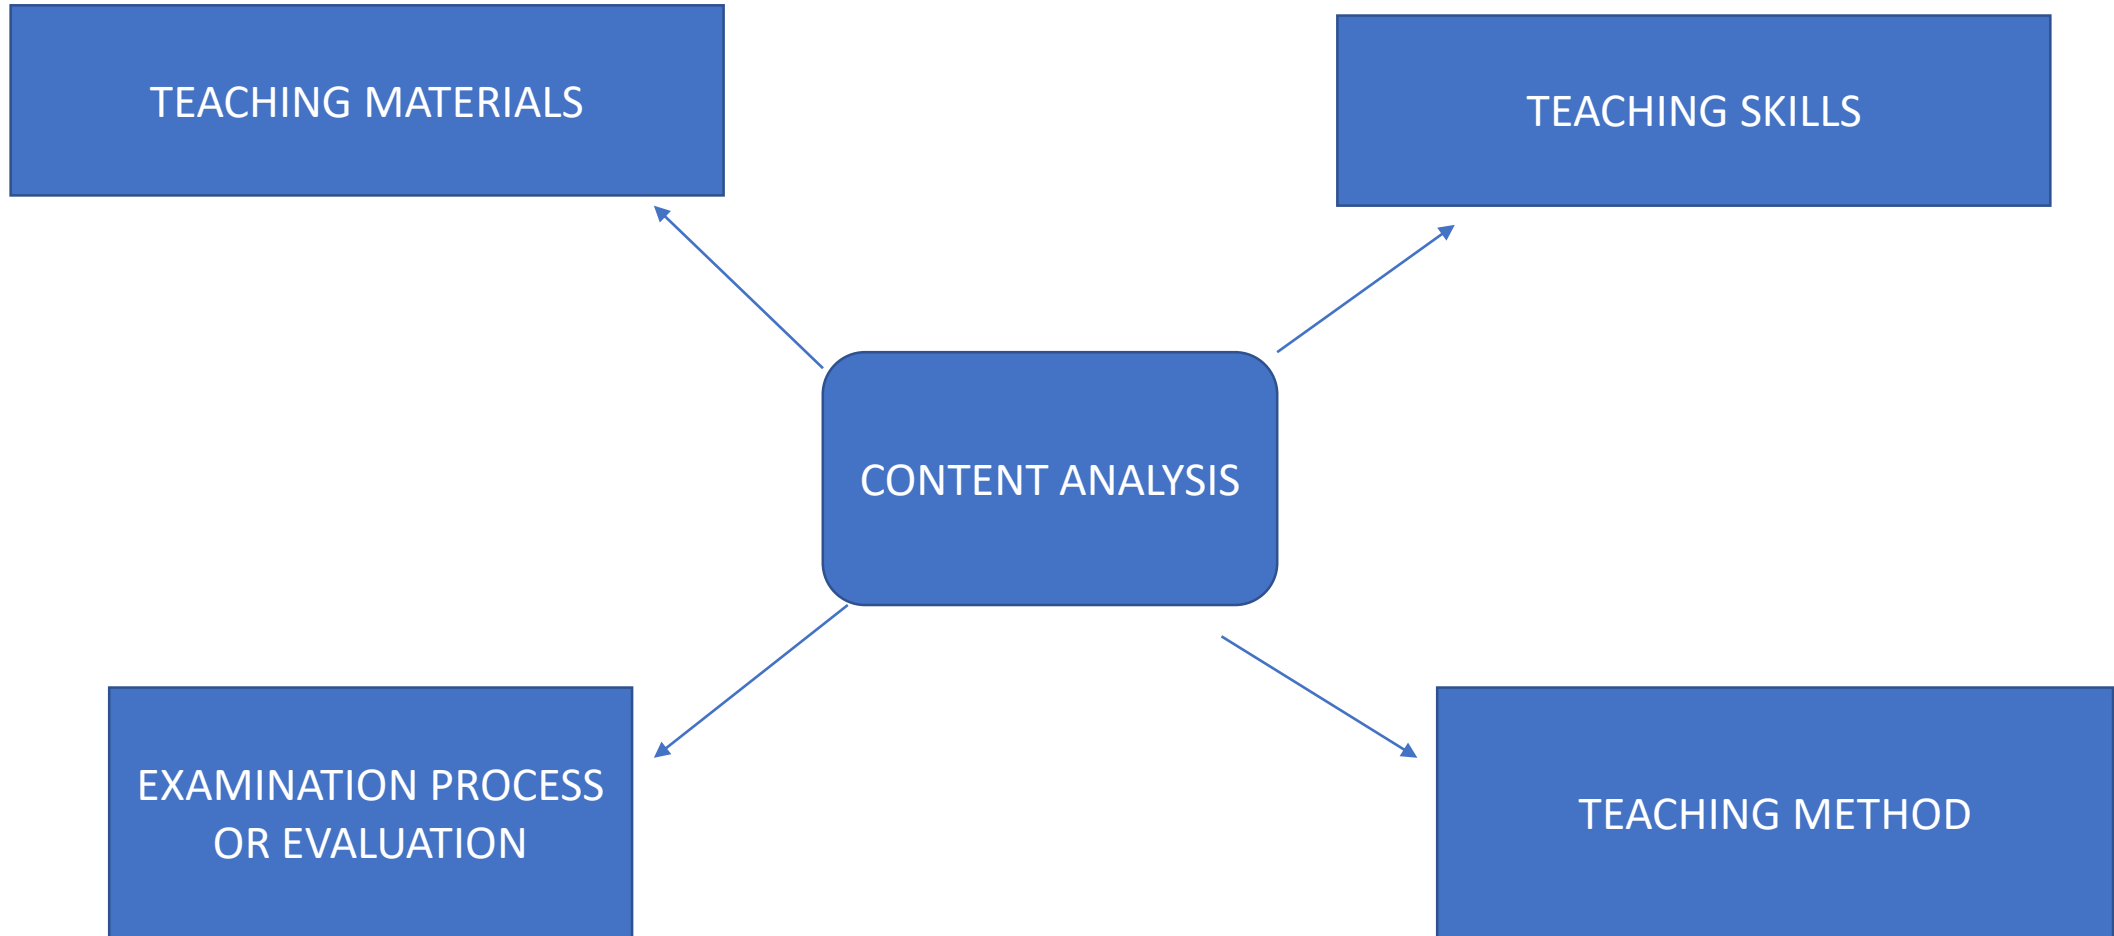 TEACHING MATERIALS
TEACHING SKILLS
CONTENT ANALYSIS
EXAMINATION PROCESS
OR EVALUATION
TEACHING METHOD